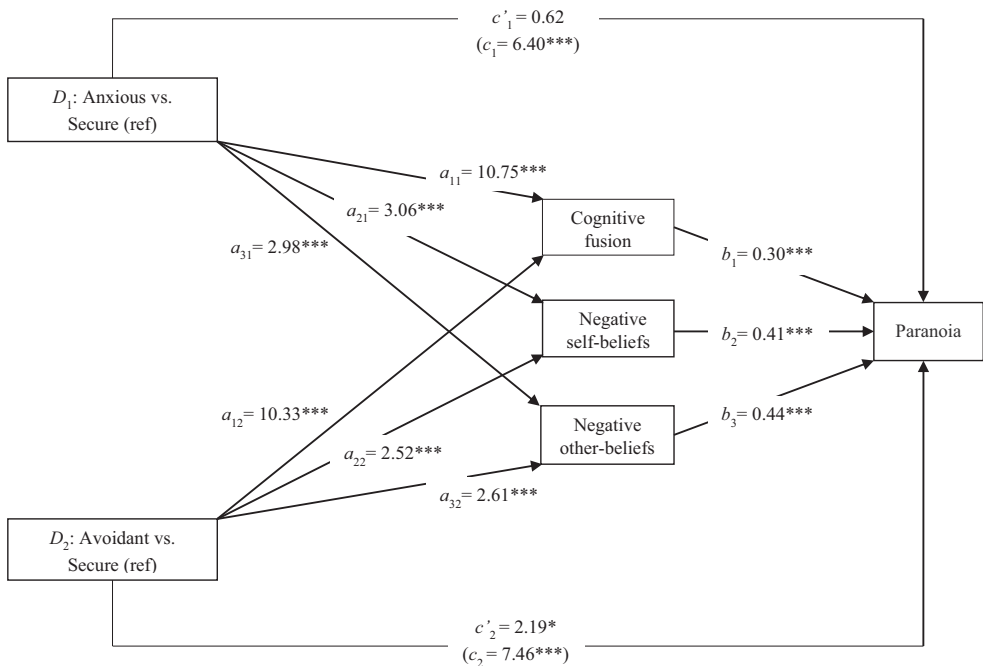 c'₁ = 0.62
(c₁= 6.40***)
D₁: Anxious vs.
Secure (ref)
a₁₁= 10.75***
a₂₁= 3.06***
a₃₁= 2.98***
Cognitive
fusion
b₁= 0.30***
Negative
self-beliefs
b₂= 0.41***
Paranoia
a₁₂= 10.33***
Negative
other-beliefs
b₃= 0.44***
a₂₂= 2.52***
a₃₂= 2.61***
D₂: Avoidant vs.
Secure (ref)
c'₂ = 2.19*
(c₂ = 7.46***)